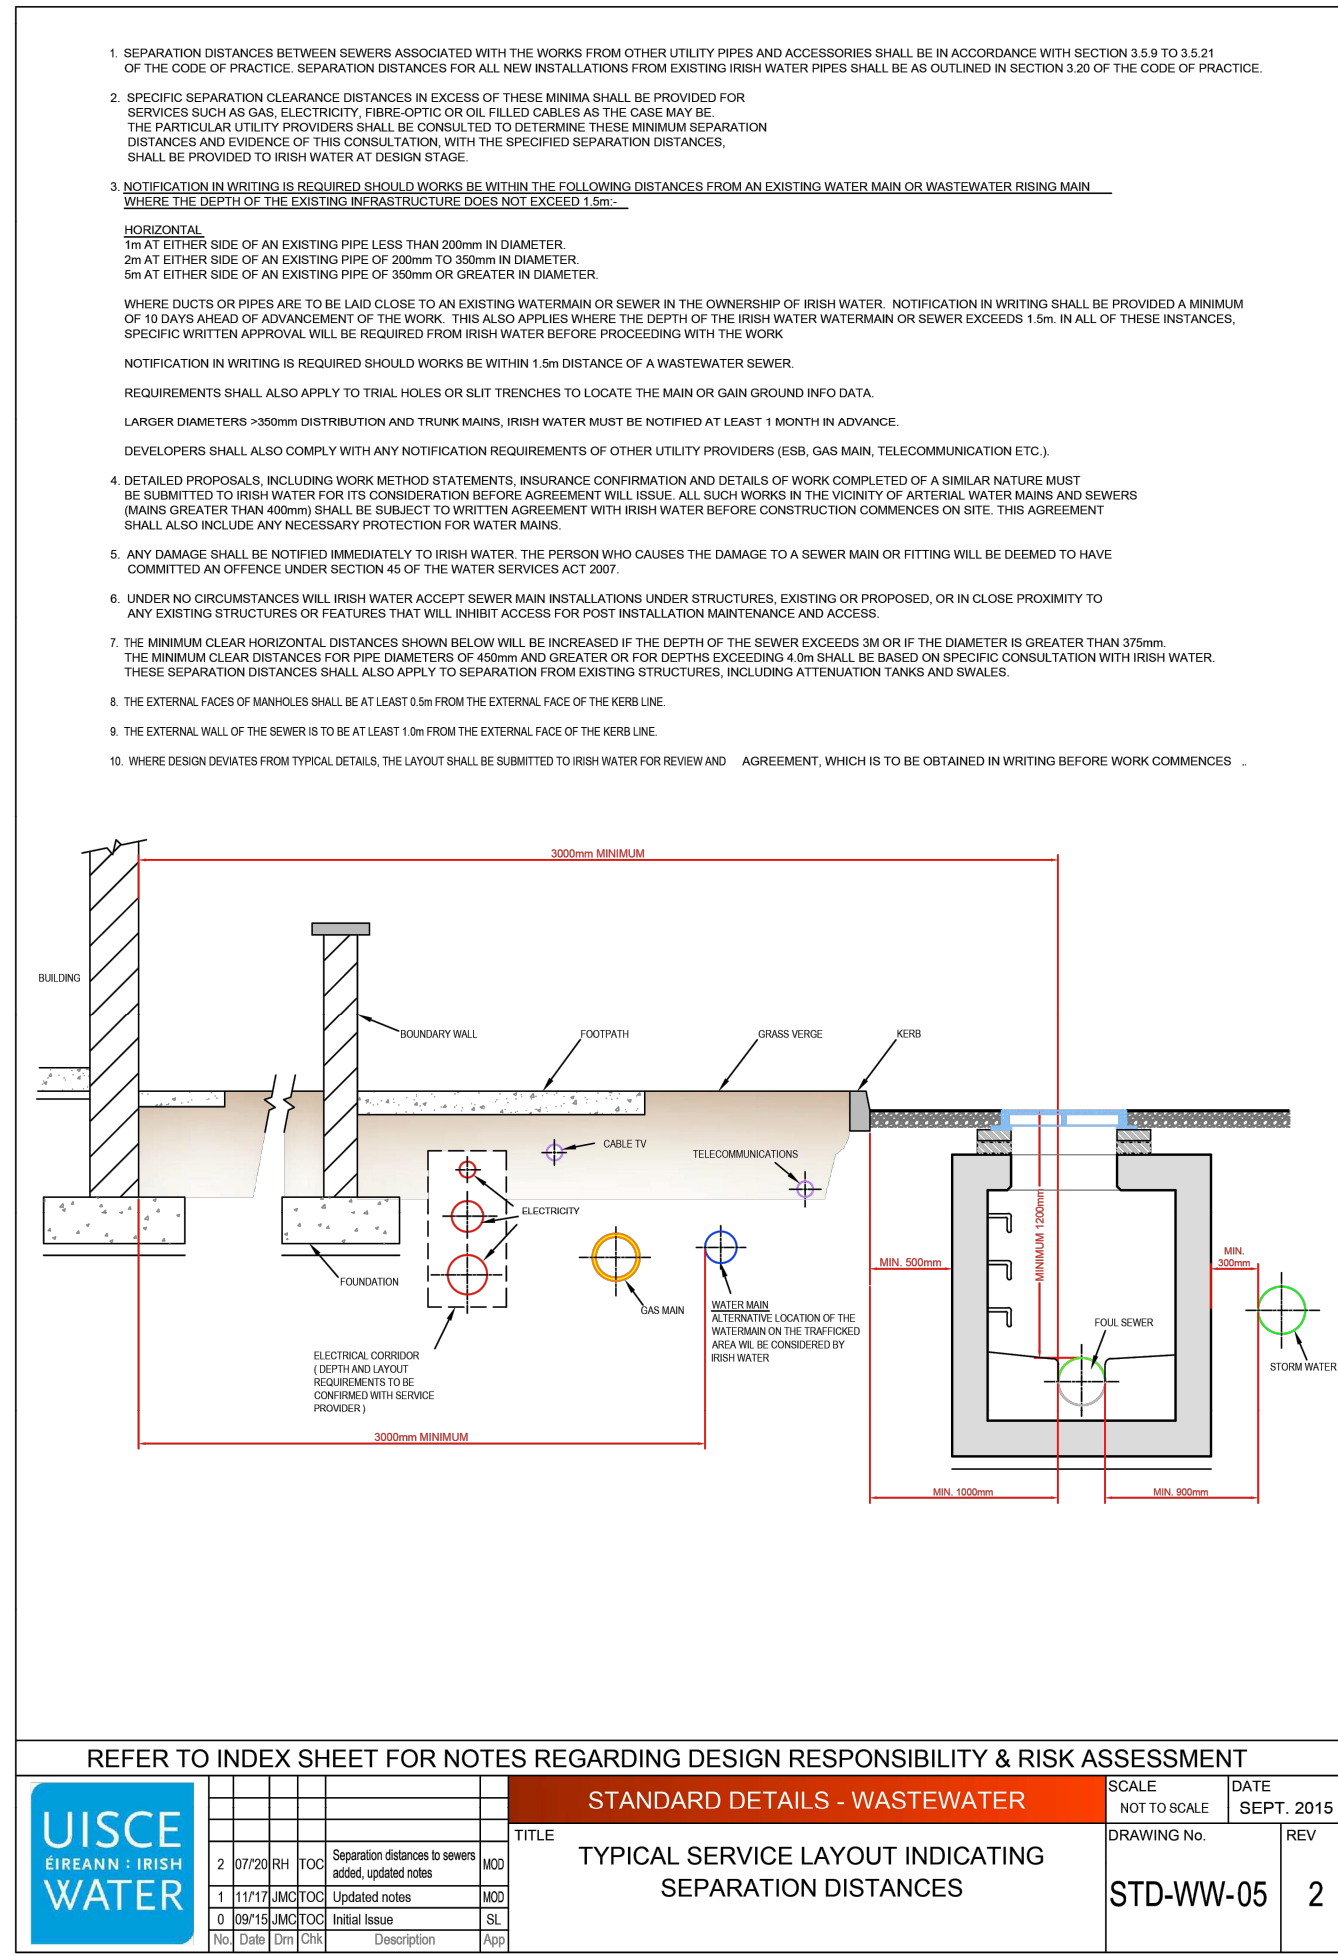 1. SEPARATION DISTANCES BETWEEN SEWERS ASSOCIATED WITH THE WORKS FROM OTHER UTILITY PIPES AND ACCESSORIES SHALL BE IN ACCORDANCE WITH SECTION 3.5.9 TO 3.5.21
OF THE CODE OF PRACTICE. SEPARATION DISTANCES FOR ALL NEW INSTALLATIONS FROM EXISTING IRISH WATER PIPES SHALL BE AS OUTLINED IN SECTION 3.20 OF THE CODE OF PRACTICE.
2. SPECIFIC SEPARATION CLEARANCE DISTANCES IN EXCESS OF THESE MINIMA SHALL BE PROVIDED FOR
SERVICES SUCH AS GAS, ELECTRICITY, FIBRE-OPTIC OR OIL FILLED CABLES AS THE CASE MAY BE.
THE PARTICULAR UTILITY PROVIDERS SHALL BE CONSULTED TO DETERMINE THESE MINIMUM SEPARATION
DISTANCES AND EVIDENCE OF THIS CONSULTATION, WITH THE SPECIFIED SEPARATION DISTANCES,
SHALL BE PROVIDED TO IRISH WATER AT DESIGN STAGE.
3. NOTIFICATION IN WRITING IS REQUIRED SHOULD WORKS BE WITHIN THE FOLLOWING DISTANCES FROM AN EXISTING WATER MAIN OR WASTEWATER RISING MAIN
WHERE THE DEPTH OF THE EXISTING INFRASTRUCTURE DOES NOT EXCEED 1.5m:-
HORIZONTAL
1m AT EITHER SIDE OF AN EXISTING PIPE LESS THAN 200mm IN DIAMETER.
2m AT EITHER SIDE OF AN EXISTING PIPE OF 200mm TO 350mm IN DIAMETER.
5m AT EITHER SIDE OF AN EXISTING PIPE OF 350mm OR GREATER IN DIAMETER.
WHERE DUCTS OR PIPES ARE TO BE LAID CLOSE TO AN EXISTING WATERMAIN OR SEWER IN THE OWNERSHIP OF IRISH WATER. NOTIFICATION IN WRITING SHALL BE PROVIDED A MINIMUM
OF 10 DAYS AHEAD OF ADVANCEMENT OF THE WORK. THIS ALSO APPLIES WHERE THE DEPTH OF THE IRISH WATER WATERMAIN OR SEWER EXCEEDS 1.5m. IN ALL OF THESE INSTANCES,
SPECIFIC WRITTEN APPROVAL WILL BE REQUIRED FROM IRISH WATER BEFORE PROCEEDING WITH THE WORK
NOTIFICATION IN WRITING IS REQUIRED SHOULD WORKS BE WITHIN 1.5m DISTANCE OF A WASTEWATER SEWER.
REQUIREMENTS SHALL ALSO APPLY TO TRIAL HOLES OR SLIT TRENCHES TO LOCATE THE MAIN OR GAIN GROUND INFO DATA.
LARGER DIAMETERS >350mm DISTRIBUTION AND TRUNK MAINS, IRISH WATER MUST BE NOTIFIED AT LEAST 1 MONTH IN ADVANCE.
DEVELOPERS SHALL ALSO COMPLY WITH ANY NOTIFICATION REQUIREMENTS OF OTHER UTILITY PROVIDERS (ESB, GAS MAIN, TELECOMMUNICATION ETC.).
4. DETAILED PROPOSALS, INCLUDING WORK METHOD STATEMENTS, INSURANCE CONFIRMATION AND DETAILS OF WORK COMPLETED OF A SIMILAR NATURE MUST
BE SUBMITTED TO IRISH WATER FOR ITS CONSIDERATION BEFORE AGREEMENT WILL ISSUE. ALL SUCH WORKS IN THE VICINITY OF ARTERIAL WATER MAINS AND SEWERS
(MAINS GREATER THAN 400mm) SHALL BE SUBJECT TO WRITTEN AGREEMENT WITH IRISH WATER BEFORE CONSTRUCTION COMMENCES ON SITE. THIS AGREEMENT
SHALL ALSO INCLUDE ANY NECESSARY PROTECTION FOR WATER MAINS.
5. ANY DAMAGE SHALL BE NOTIFIED IMMEDIATELY TO IRISH WATER. THE PERSON WHO CAUSES THE DAMAGE TO A SEWER MAIN OR FITTING WILL BE DEEMED TO HAVE
COMMITTED AN OFFENCE UNDER SECTION 45 OF THE WATER SERVICES ACT 2007.
6. UNDER NO CIRCUMSTANCES WILL IRISH WATER ACCEPT SEWER MAIN INSTALLATIONS UNDER STRUCTURES, EXISTING OR PROPOSED, OR IN CLOSE PROXIMITY TO
ANY EXISTING STRUCTURES OR FEATURES THAT WILL INHIBIT ACCESS FOR POST INSTALLATION MAINTENANCE AND ACCESS.
7. THE MINIMUM CLEAR HORIZONTAL DISTANCES SHOWN BELOW WILL BE INCREASED IF THE DEPTH OF THE SEWER EXCEEDS 3M OR IF THE DIAMETER IS GREATER THAN 375mm.
THE MINIMUM CLEAR DISTANCES FOR PIPE DIAMETERS OF 450mm AND GREATER OR FOR DEPTHS EXCEEDING 4.0m SHALL BE BASED ON SPECIFIC CONSULTATION WITH IRISH WATER.
THESE SEPARATION DISTANCES SHALL ALSO APPLY TO SEPARATION FROM EXISTING STRUCTURES, INCLUDING ATTENUATION TANKS AND SWALES.
8. THE EXTERNAL FACES OF MANHOLES SHALL BE AT LEAST 0.5m FROM THE EXTERNAL FACE OF THE KERB LINE.
9. THE EXTERNAL WALL OF THE SEWER IS TO BE AT LEAST 1.0m FROM THE EXTERNAL FACE OF THE KERB LINE.
10. WHERE DESIGN DEVIATES FROM TYPICAL DETAILS, THE LAYOUT SHALL BE SUBMITTED TO IRISH WATER FOR REVIEW AND AGREEMENT, WHICH IS TO BE OBTAINED IN WRITING BEFORE WORK COMMENCES ..
3000mm MINIMUM
BUILDING
BOUNDARY WALL
FOOTPATH
GRASS VERGE
KERB
CABLE TV
TELECOMMUNICATIONS
ELECTRICITY
MINIMUM 1200mm
MIN. 500mm
MIN.
300mm
FOUNDATION
GAS MAIN
WATER MAIN
ALTERNATIVE LOCATION OF THE
WATERMAIN ON THE TRAFFICKED
AREA WIL BE CONSIDERED BY
IRISH WATER
FOUL SEWER
STORM WATER
ELECTRICAL CORRIDOR
( DEPTH AND LAYOUT
REQUIREMENTS TO BE
CONFIRMED WITH SERVICE
PROVIDER )
3000mm MINIMUM
MIN. 1000mm
MIN. 900mm
REFER TO INDEX SHEET FOR NOTES REGARDING DESIGN RESPONSIBILITY & RISK ASSESSMENT
UISCE
ÉIREANN : IRISH
WATER
2 07/'20 RH TOC Separation distances to sewers added, updated notes MOD
1 11/'17 JMC TOC Updated notes MOD
0 09/'15 JMC TOC Initial Issue SL
No. Date Drn Chk Description App
STANDARD DETAILS - WASTEWATER
TITLE
TYPICAL SERVICE LAYOUT INDICATING
SEPARATION DISTANCES
SCALE
NOT TO SCALE
DATE
SEPT. 2015
DRAWING No.
STD-WW-05
REV
2